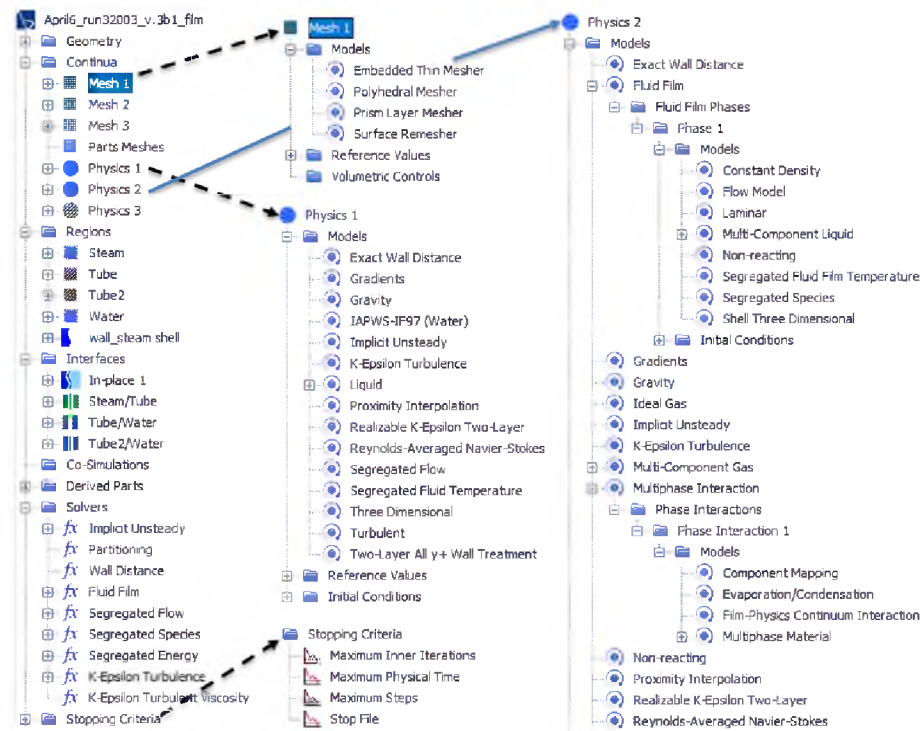 April6_run32003_v.3b1_film
Geometry
Continua
Mesh 1
Mesh 2
Mesh 3
Parts Meshes
Physics 1
Physics 2
Physics 3
Regions
Steam
Tube
Tube2
Water
wall_steam shell
Interfaces
In-place 1
Steam/Tube
Tube/Water
Tube2/Water
Co-Simulations
Derived Parts
Solvers
fx Implicit Unsteady
fx Partitioning
fx Wall Distance
fx Fluid Film
fx Segregated Flow
fx Segregated Species
fx Segregated Energy
fx K-Epsilon Turbulence
fx K-Epsilon Turbulent Viscosity
Stopping Criteria
Mesh 1
Models
Embedded Thin Mesher
Polyhedral Mesher
Prism Layer Mesher
Surface Remesher
Reference Values
Volumetric Controls
Physics 1
Models
Exact Wall Distance
Gradients
Gravity
IAPWS-IF97 (Water)
Implicit Unsteady
K-Epsilon Turbulence
Liquid
Proximity Interpolation
Realizable K-Epsilon Two-Layer
Reynolds-Averaged Navier-Stokes
Segregated Flow
Segregated Fluid Temperature
Three Dimensional
Turbulent
Two-Layer All y+ Wall Treatment
Reference Values
Initial Conditions
Stopping Criteria
Maximum Inner Iterations
Maximum Physical Time
Maximum Steps
Stop File
Physics 2
Models
Exact Wall Distance
Fluid Film
Fluid Film Phases
Phase 1
Models
Constant Density
Flow Model
Laminar
Multi-Component Liquid
Non-reacting
Segregated Fluid Film Temperature
Segregated Species
Shell Three Dimensional
Initial Conditions
Gradients
Gravity
Ideal Gas
Implicit Unsteady
K-Epsilon Turbulence
Multi-Component Gas
Multiphase Interaction
Phase Interactions
Phase Interaction 1
Models
Component Mapping
Evaporation/Condensation
Film-Physics Continuum Interaction
Multiphase Material
Non-reacting
Proximity Interpolation
Realizable K-Epsilon Two-Layer
Reynolds-Averaged Navier-Stokes